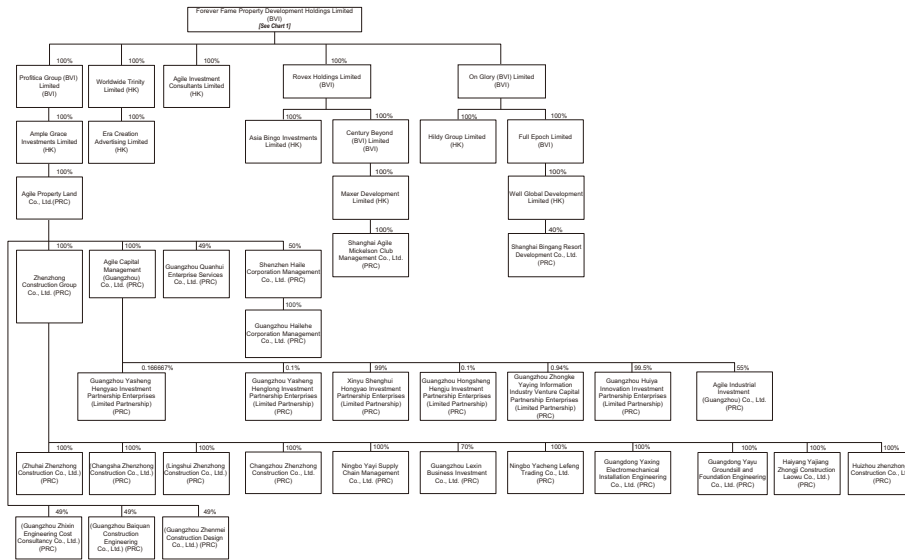 Forever Fame Property Development Holdings Limited
(BVI)
[See Chart 1]
100%
100%
100%
100%
100%
Profitica Group (BVI)
Limited
(BVI)
Worldwide Trinity
Limited (HK)
Agile Investment
Consultants Limited
(HK)
Rovex Holdings Limited
(BVI)
On Glory (BVI) Limited
(BVI)
100%
100%
100%
100%
100%
100%
Ample Grace
Investments Limited
(HK)
Era Creation
Advertising Limited
(HK)
Asia Bingo Investments
Limited (HK)
Century Beyond
(BVI) Limited
(BVI)
Hildy Group Limited
(HK)
Full Epoch Limited
(BVI)
100%
100%
100%
Agile Property Land
Co., Ltd.(PRC)
Maxer Development
Limited (HK)
Well Global Development
Limited (HK)
100%
40%
Shanghai Agile
Mickelson Club
Management Co., Ltd.
(PRC)
Shanghai Bingang Resort
Development Co., Ltd.
(PRC)
100%
100%
49%
50%
Zhenzhong
Construction Group
Co., Ltd. (PRC)
Agile Capital
Management
(Guangzhou)
Co., Ltd. (PRC)
Guangzhou Quanhui
Enterprise Services
Co., Ltd. (PRC)
Shenzhen Haile
Corporation Management
Co., Ltd. (PRC)
100%
Guangzhou Hailehe
Corporation Management
Co., Ltd. (PRC)
0.166667%
0.1%
99%
0.1%
0.94%
99.5%
55%
Guangzhou Yasheng
Hengyao Investment
Partnership Enterprises
(Limited Partnership)
(PRC)
Guangzhou Yasheng
Henglong Investment
Partnership Enterprises
(Limited Partnership)
(PRC)
Xinyu Shenghui
Hongyao Investment
Partnership Enterprises
(Limited Partnership)
(PRC)
Guangzhou Hongsheng
Hengju Investment
Partnership Enterprises
(Limited Partnership)
(PRC)
Guangzhou Zhongke
Yaying Information
Industry Venture Capital
Partnership Enterprises
(Limited Partnership)
(PRC)
Guangzhou Huiya
Innovation Investment
Partnership Enterprises
(Limited Partnership)
(PRC)
Agile Industrial
Investment
(Guangzhou) Co., Ltd.
(PRC)
100%
100%
100%
100%
100%
70%
100%
100%
100%
100%
100%
(Zhuhai Zhenzhong
Construction Co., Ltd.)
(PRC)
(Changsha Zhenzhong
Construction Co., Ltd.)
(PRC)
(Lingshui Zhenzhong
Construction Co., Ltd.)
(PRC)
Changzhou Zhenzhong
Construction Co., Ltd.
(PRC)
Ningbo Yayi Supply
Chain Management
Co., Ltd. (PRC)
Guangzhou Lexin
Business Investment
Co., Ltd. (PRC)
Ningbo Yacheng Lefeng
Trading Co., Ltd.
(PRC)
Guangdong Yaxing
Electromechanical
Installation Engineering
Co., Ltd. (PRC)
Guangdong Yayu
Groundsill and
Foundation Engineering
Co., Ltd. (PRC)
Haiyang Yajiang
Zhongji Construction
Laowu Co., Ltd.)
(PRC)
Huizhou zhenzhong
Construction Co., Ltd.
(PRC)
49%
49%
49%
(Guangzhou Zhixin
Engineering Cost
Consultancy Co., Ltd.)
(PRC)
(Guangzhou Baiquan
Construction
Engineering
Co., Ltd.) (PRC)
(Guangzhou Zhenmei
Construction Design
Co., Ltd.) (PRC)